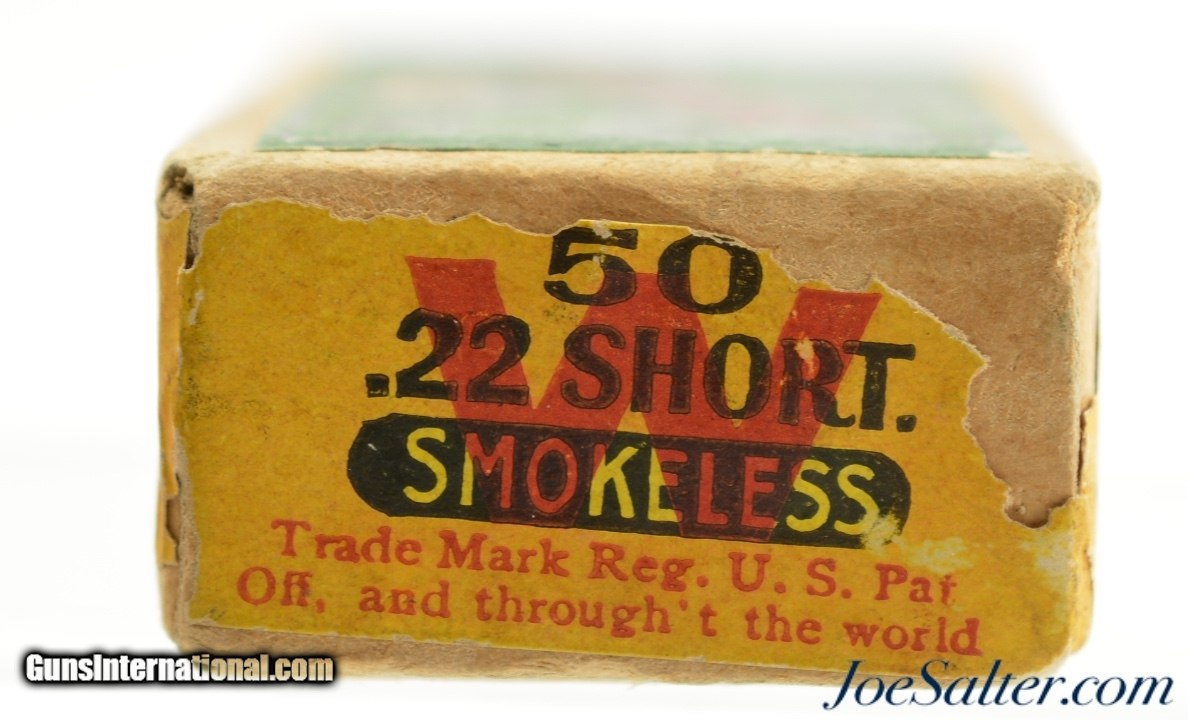 50
W
.22 SHORT.
SMOKELESS
Trade Mark Reg. U. S. Pat
Off, and through't the world
GunsInternational.com
JoeSalter.com